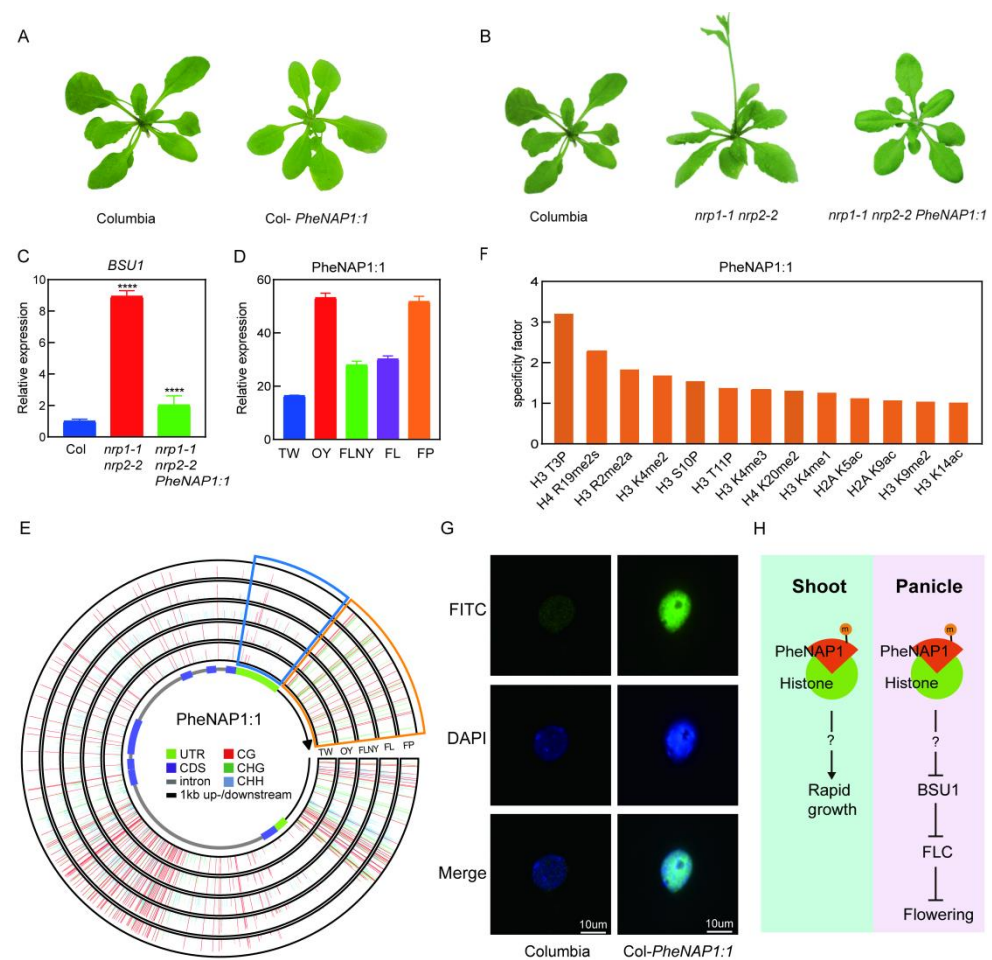 A
Columbia
Col- PheNAP1:1
B
Columbia
nrp1-1 nrp2-2
nrp1-1 nrp2-2 PheNAP1:1
C
BSU1
Relative expression
10
8
6
4
2
0
****
****
Col
nrp1-1
nrp2-2
nrp1-1
nrp2-2
PheNAP1:1
D
PheNAP1:1
Relative expression
60
40
20
0
TW OY FLNY FL FP
F
PheNAP1:1
specificity factor
4
3
2
1
0
H3 T3P
H4 R19me2s
H3 R2me2a
H3 K4me2
H3 S10P
H3 T11P
H3 K4me3
H4 K20me2
H3 K4me1
H2A K5ac
H2A K9ac
H3 K9me2
H3 K14ac
E
PheNAP1:1
UTR CG
CDS CHG
intron CHH
1kb up-/downstream
TW OY FLNY FL FP
G
FITC
DAPI
Merge
10um
10um
Columbia
Col-PheNAP1:1
H
Shoot
m
PheNAP1
Histone
?
Rapid
growth
Panicle
m
PheNAP1
Histone
?
BSU1
FLC
Flowering